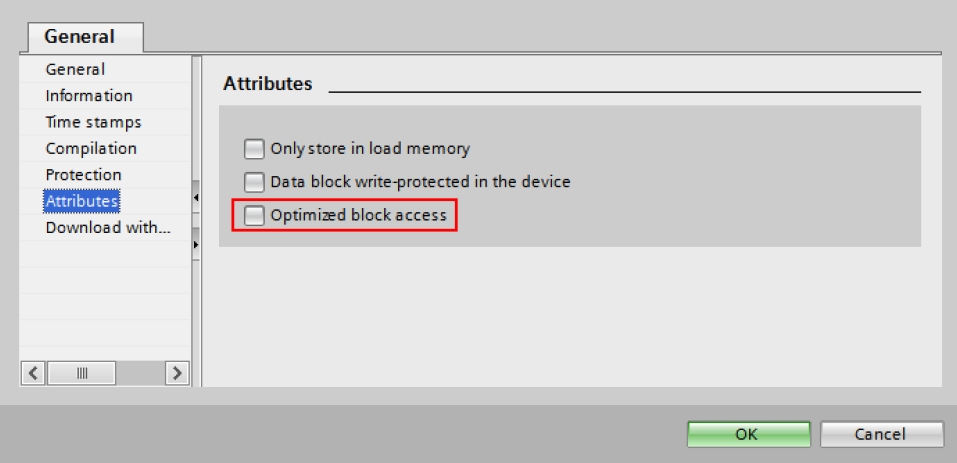 General
General
Information
Time stamps
Compilation
Protection
Attributes
Download with...
Attributes
Only store in load memory
Data block write-protected in the device
Optimized block access
OK
Cancel